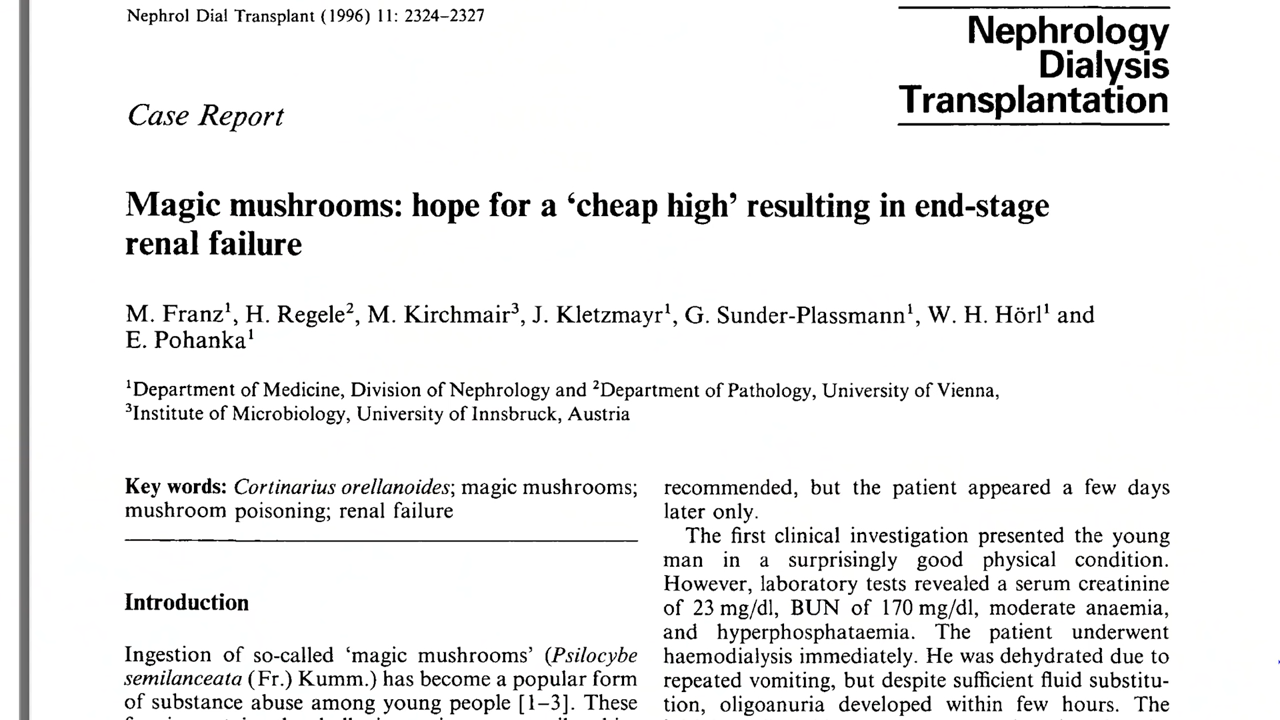 Nephrol Dial Transplant (1996) 11: 2324–2327
Nephrology
Dialysis
Transplantation
Case Report
Magic mushrooms: hope for a ‘cheap high’ resulting in end-stage
renal failure
M. Franz¹, H. Regele², M. Kirchmair³, J. Kletzmayr¹, G. Sunder-Plassmann¹, W. H. Hörl¹ and
E. Pohanka¹
¹Department of Medicine, Division of Nephrology and ²Department of Pathology, University of Vienna,
³Institute of Microbiology, University of Innsbruck, Austria
Key words: Cortinarius orellanoides; magic mushrooms;
mushroom poisoning; renal failure
Introduction
Ingestion of so-called ‘magic mushrooms’ (Psilocybe
semilanceata (Fr.) Kumm.) has become a popular form
of substance abuse among young people [1–3]. These
recommended, but the patient appeared a few days
later only.
The first clinical investigation presented the young
man in a surprisingly good physical condition.
However, laboratory tests revealed a serum creatinine
of 23 mg/dl, BUN of 170 mg/dl, moderate anaemia,
and hyperphosphataemia. The patient underwent
haemodialysis immediately. He was dehydrated due to
repeated vomiting, but despite sufficient fluid substitu-
tion, oligoanuria developed within few hours. The